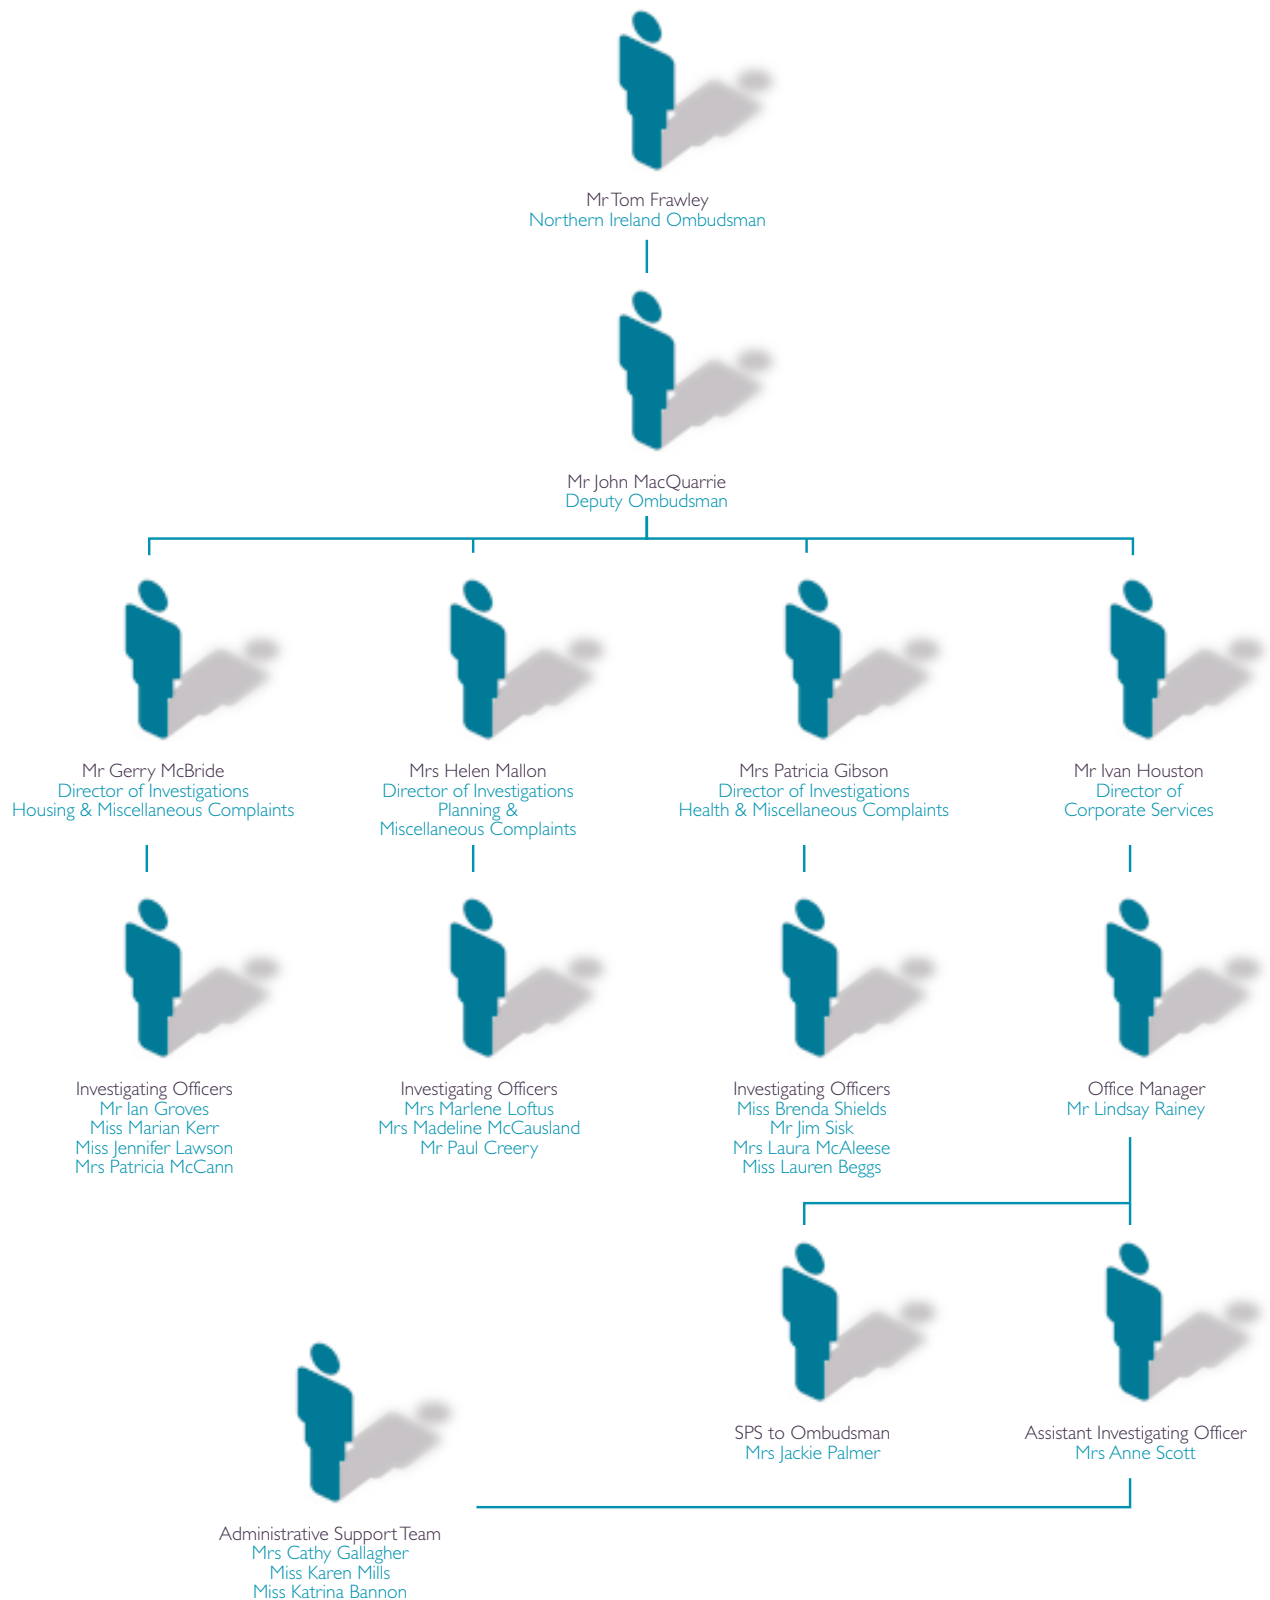 Mr Tom Frawley
Northern Ireland Ombudsman
Mr John MacQuarrie
Deputy Ombudsman
Mr Gerry McBride
Director of Investigations
Housing & Miscellaneous Complaints
Mrs Helen Mallon
Director of Investigations
Planning &
Miscellaneous Complaints
Mrs Patricia Gibson
Director of Investigations
Health & Miscellaneous Complaints
Mr Ivan Houston
Director of
Corporate Services
Investigating Officers
Mr Ian Groves
Miss Marian Kerr
Miss Jennifer Lawson
Mrs Patricia McCann
Investigating Officers
Mrs Marlene Loftus
Mrs Madeline McCausland
Mr Paul Creery
Investigating Officers
Miss Brenda Shields
Mr Jim Sisk
Mrs Laura McAleese
Miss Lauren Beggs
Office Manager
Mr Lindsay Rainey
SPS to Ombudsman
Mrs Jackie Palmer
Assistant Investigating Officer
Mrs Anne Scott
Administrative Support Team
Mrs Cathy Gallagher
Miss Karen Mills
Miss Katrina Bannon